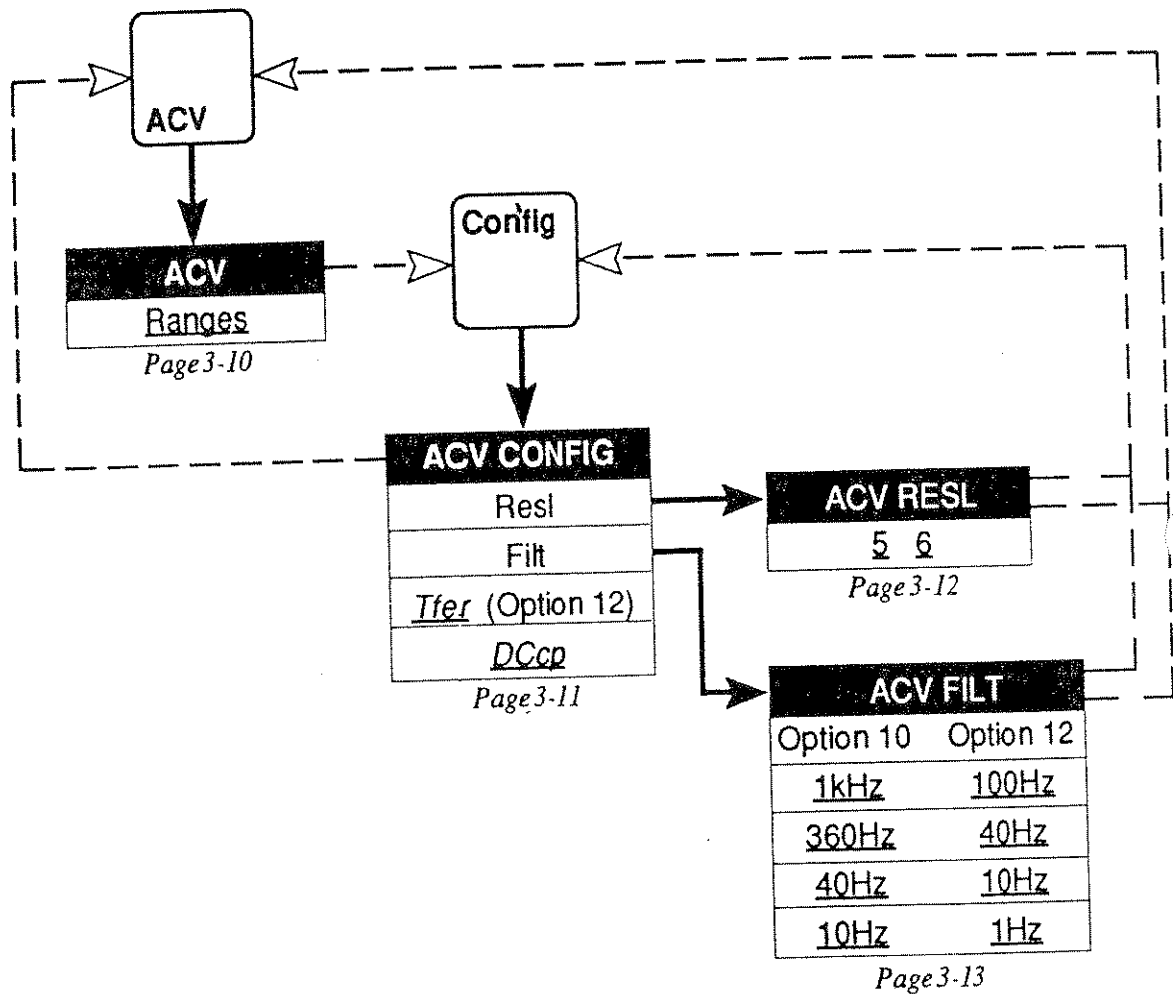 ACV
Config
ACV
Ranges
Page 3-10
ACV CONFIG
Resl
Filt
Tfer (Option 12)
DCcp
Page 3-11
ACV RESL
5 6
Page 3-12
ACV FILT
Option 10 Option 12
1kHz 100Hz
360Hz 40Hz
40Hz 10Hz
10Hz 1Hz
Page 3-13